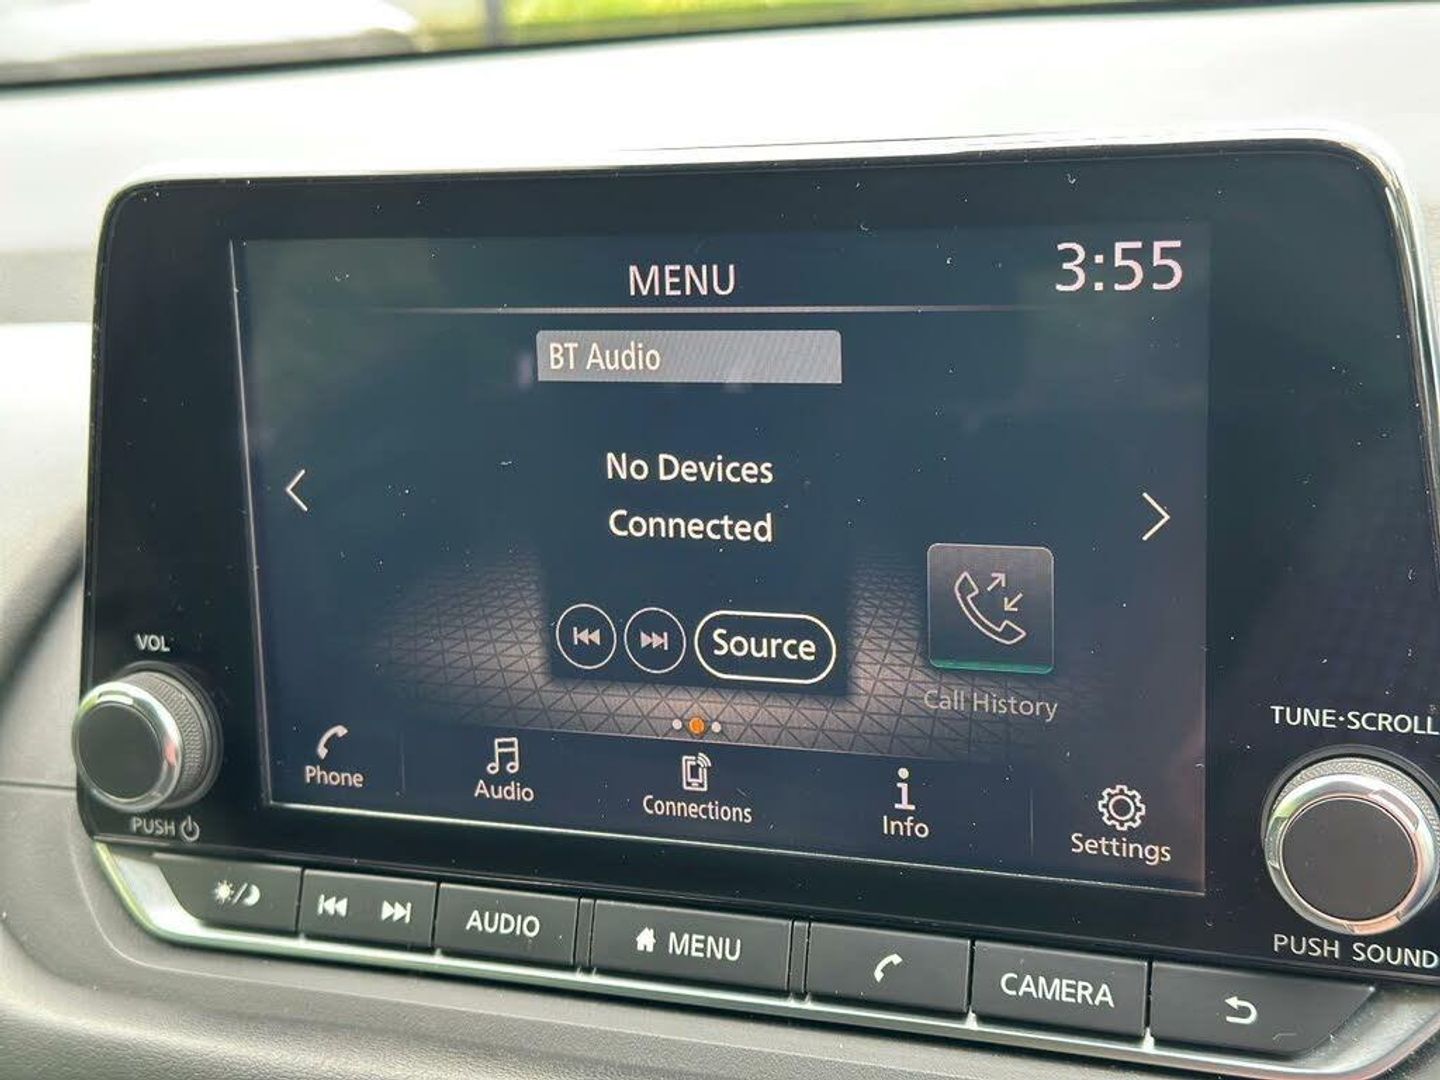 MENU
3:55
BT Audio
No Devices
Connected
Source
Call History
VOL
PUSH
TUNE·SCROLL
PUSH SOUND
Phone
Audio
Connections
Info
Settings
AUDIO
MENU
CAMERA